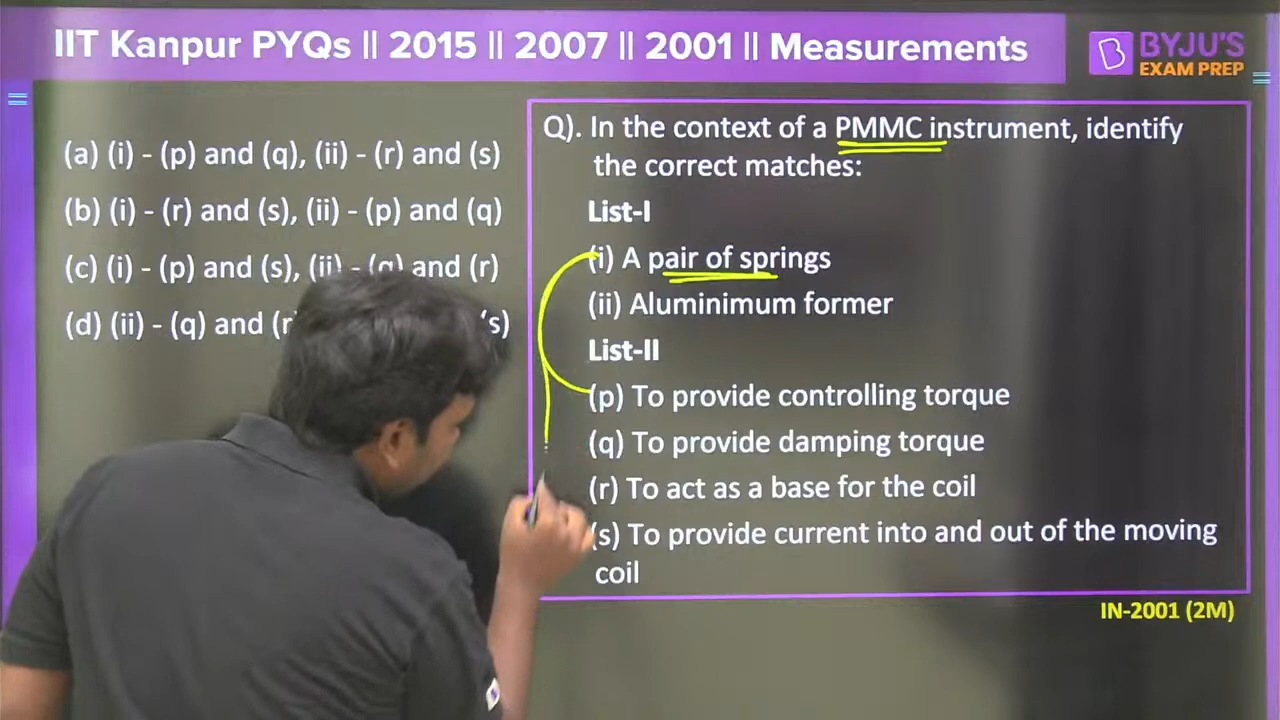 IIT Kanpur PYQs || 2015 || 2007 || 2001 || Measurements
BYJU'S
EXAM PREP
(a) (i) - (p) and (q), (ii) - (r) and (s)
(b) (i) - (r) and (s), (ii) - (p) and (q)
(c) (i) - (p) and (s), (ii) - (q) and (r)
(d) (ii) - (q) and (r s)
Q). In the context of a PMMC instrument, identify
the correct matches:
List-I
(i) A pair of springs
(ii) Aluminimum former
List-II
(p) To provide controlling torque
(q) To provide damping torque
(r) To act as a base for the coil
(s) To provide current into and out of the moving
coil
IN-2001 (2M)